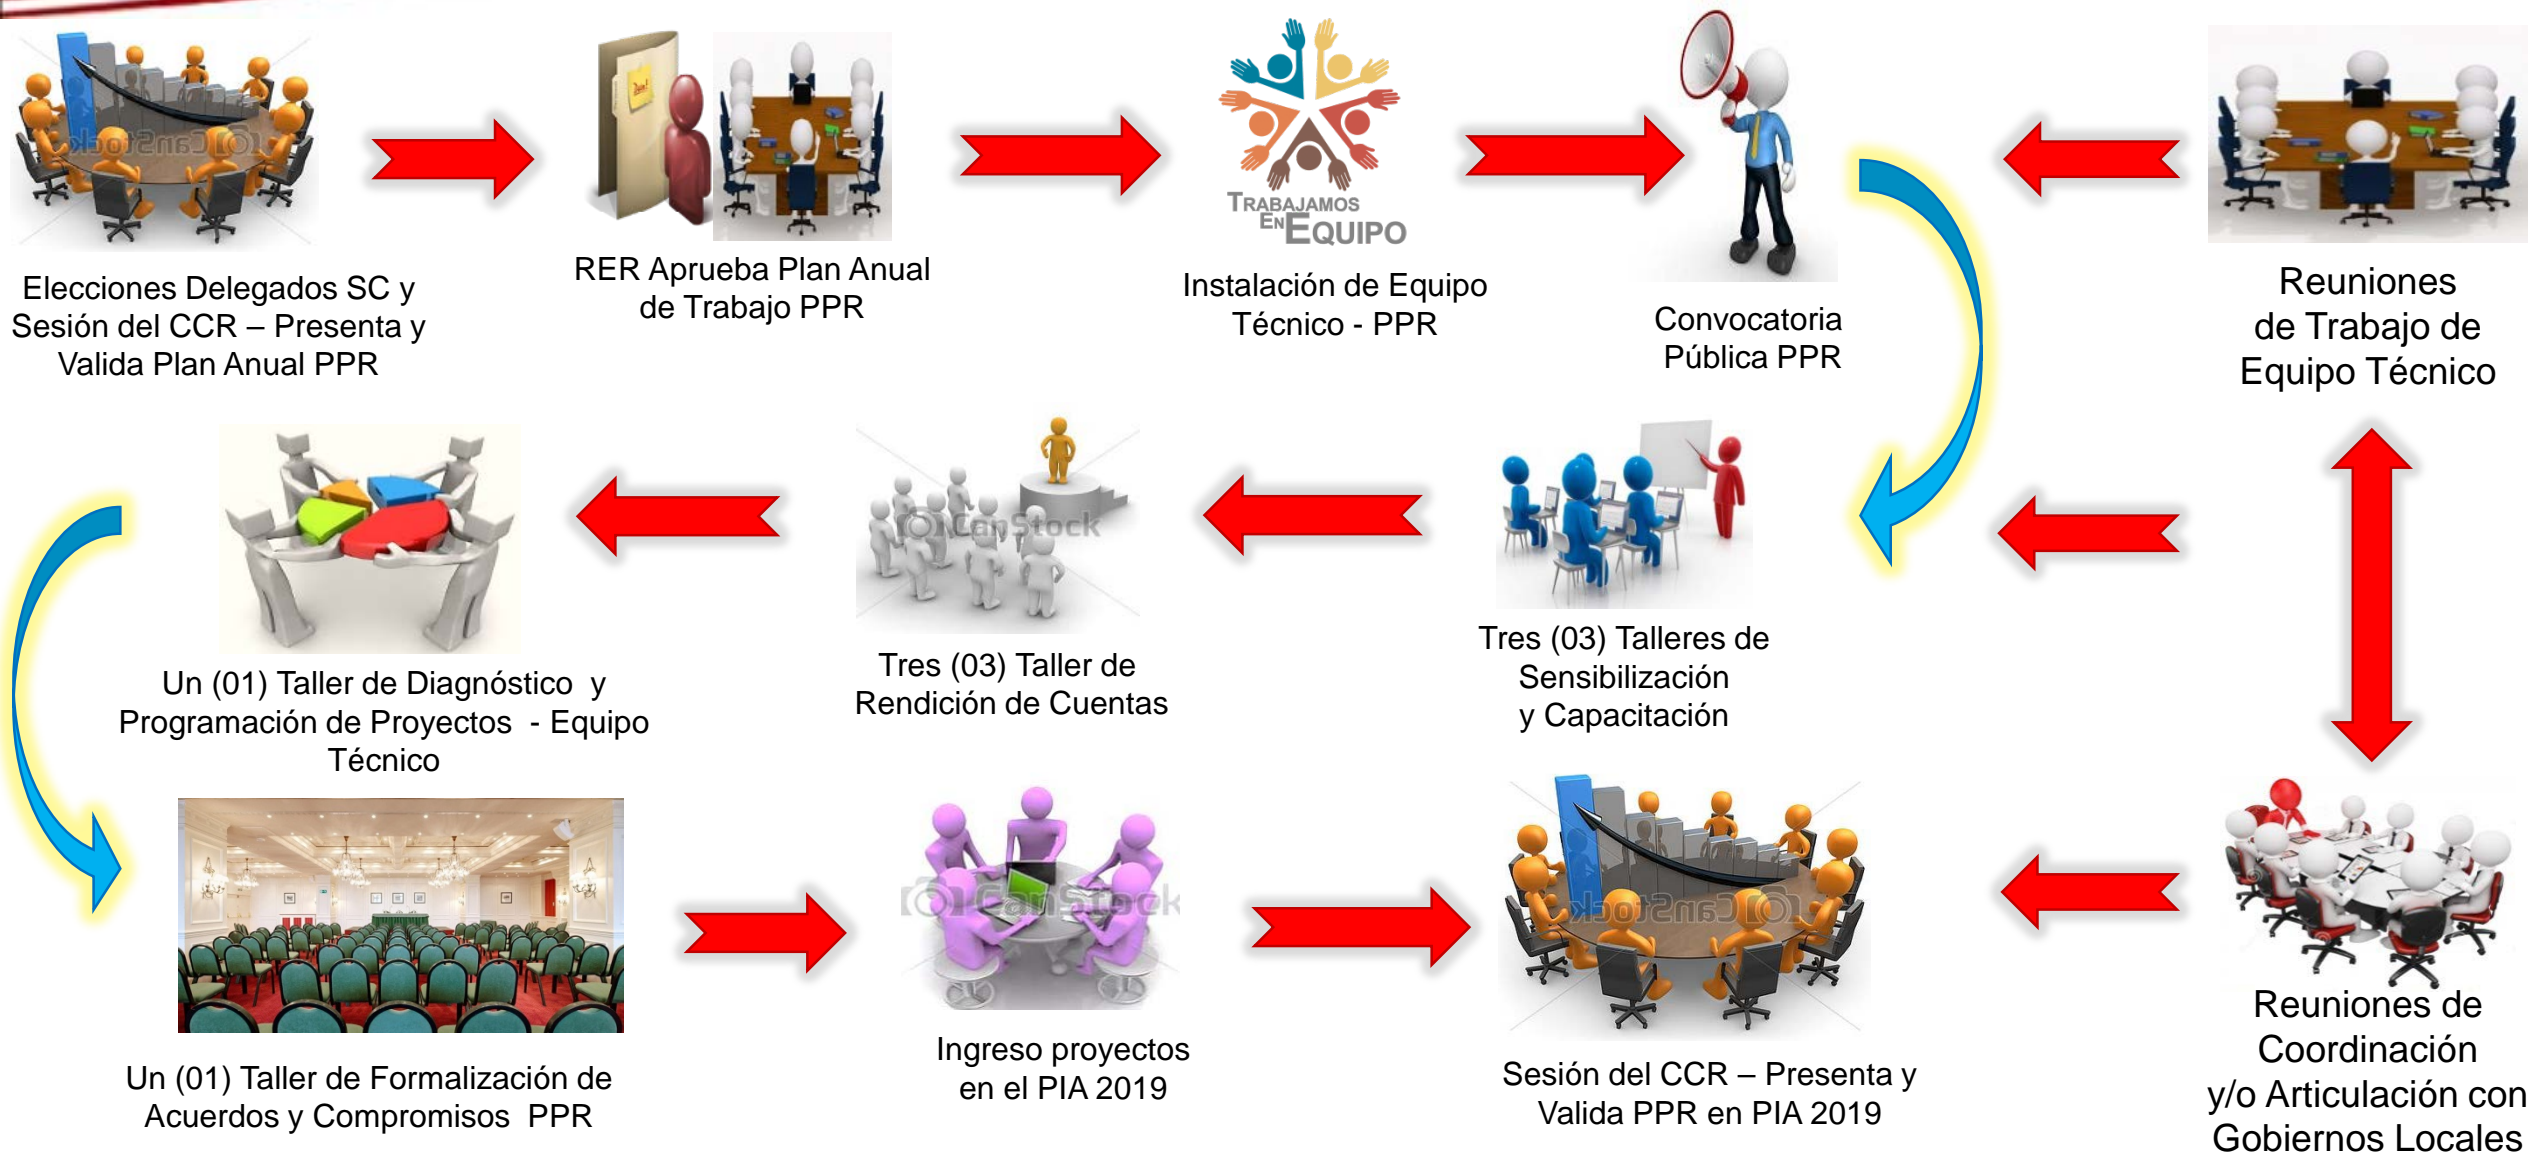 Elecciones Delegados SC y
Sesión del CCR – Presenta y
Valida Plan Anual PPR
RER Aprueba Plan Anual
de Trabajo PPR
TRABAJAMOS
EN EQUIPO
Instalación de Equipo
Técnico - PPR
Convocatoria
Pública PPR
Reuniones
de Trabajo de
Equipo Técnico
Un (01) Taller de Diagnóstico y
Programación de Proyectos - Equipo
Técnico
CanStock
Tres (03) Taller de
Rendición de Cuentas
Tres (03) Talleres de
Sensibilización
y Capacitación
Un (01) Taller de Formalización de
Acuerdos y Compromisos PPR
CanStock
Ingreso proyectos
en el PIA 2019
CanStock
Sesión del CCR – Presenta y
Valida PPR en PIA 2019
Reuniones de
Coordinación
y/o Articulación con
Gobiernos Locales